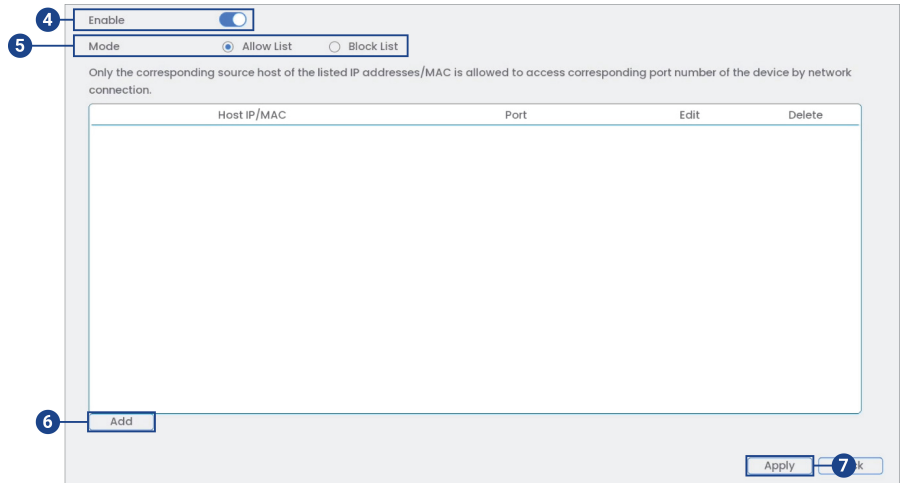 4 Enable
5 Mode Allow List Block List
Only the corresponding source host of the listed IP addresses/MAC is allowed to access corresponding port number of the device by network
connection.
Host IP/MAC Port Edit Delete
6 Add
Apply 7